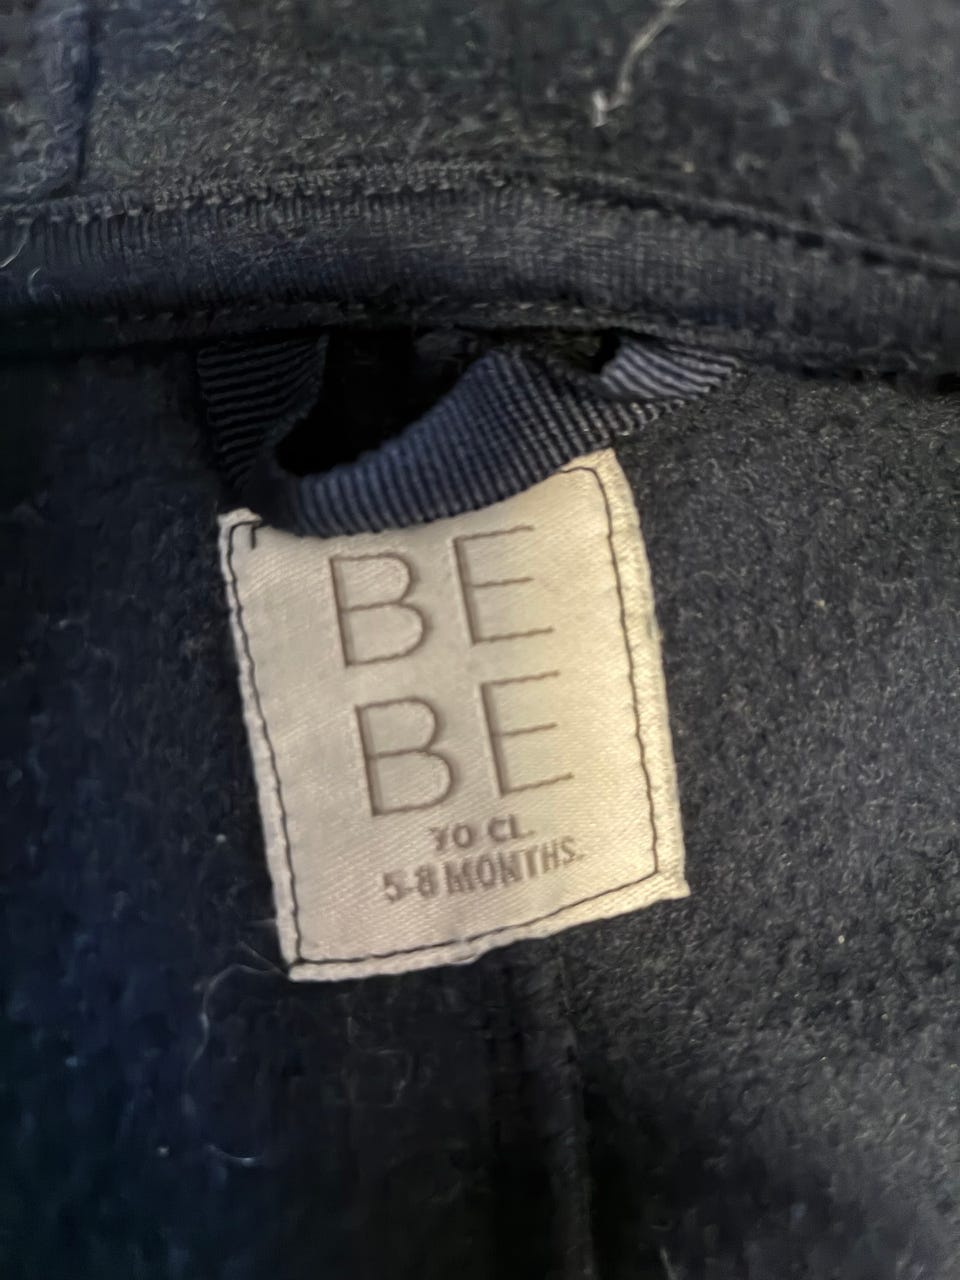 BE
BE
70 CL.
5-8 MONTHS.